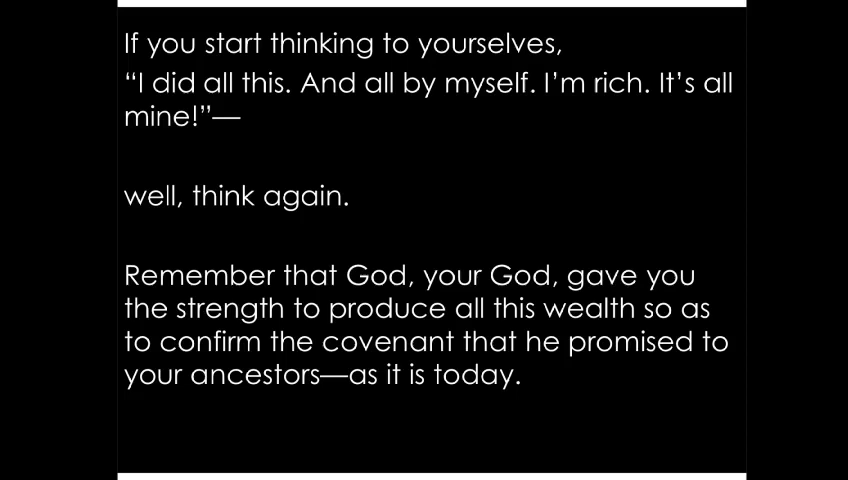 If you start thinking to yourselves,
“I did all this. And all by myself. I’m rich. It’s all
mine!”—
well, think again.
Remember that God, your God, gave you
the strength to produce all this wealth so as
to confirm the covenant that he promised to
your ancestors—as it is today.